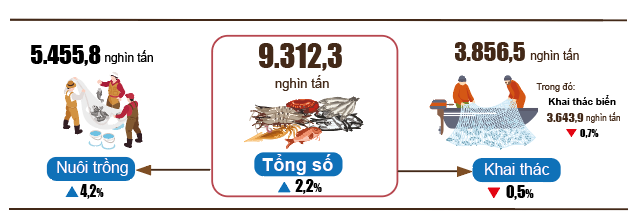 5.455,8 nghìn tấn
Nuôi trồng
▲ 4,2%
9.312,3
nghìn tấn
Tổng số
▲ 2,2%
3.856,5 nghìn tấn
Trong đó:
Khai thác biển
3.643,9 nghìn tấn
▼ 0,7%
Khai thác
▼ 0,5%